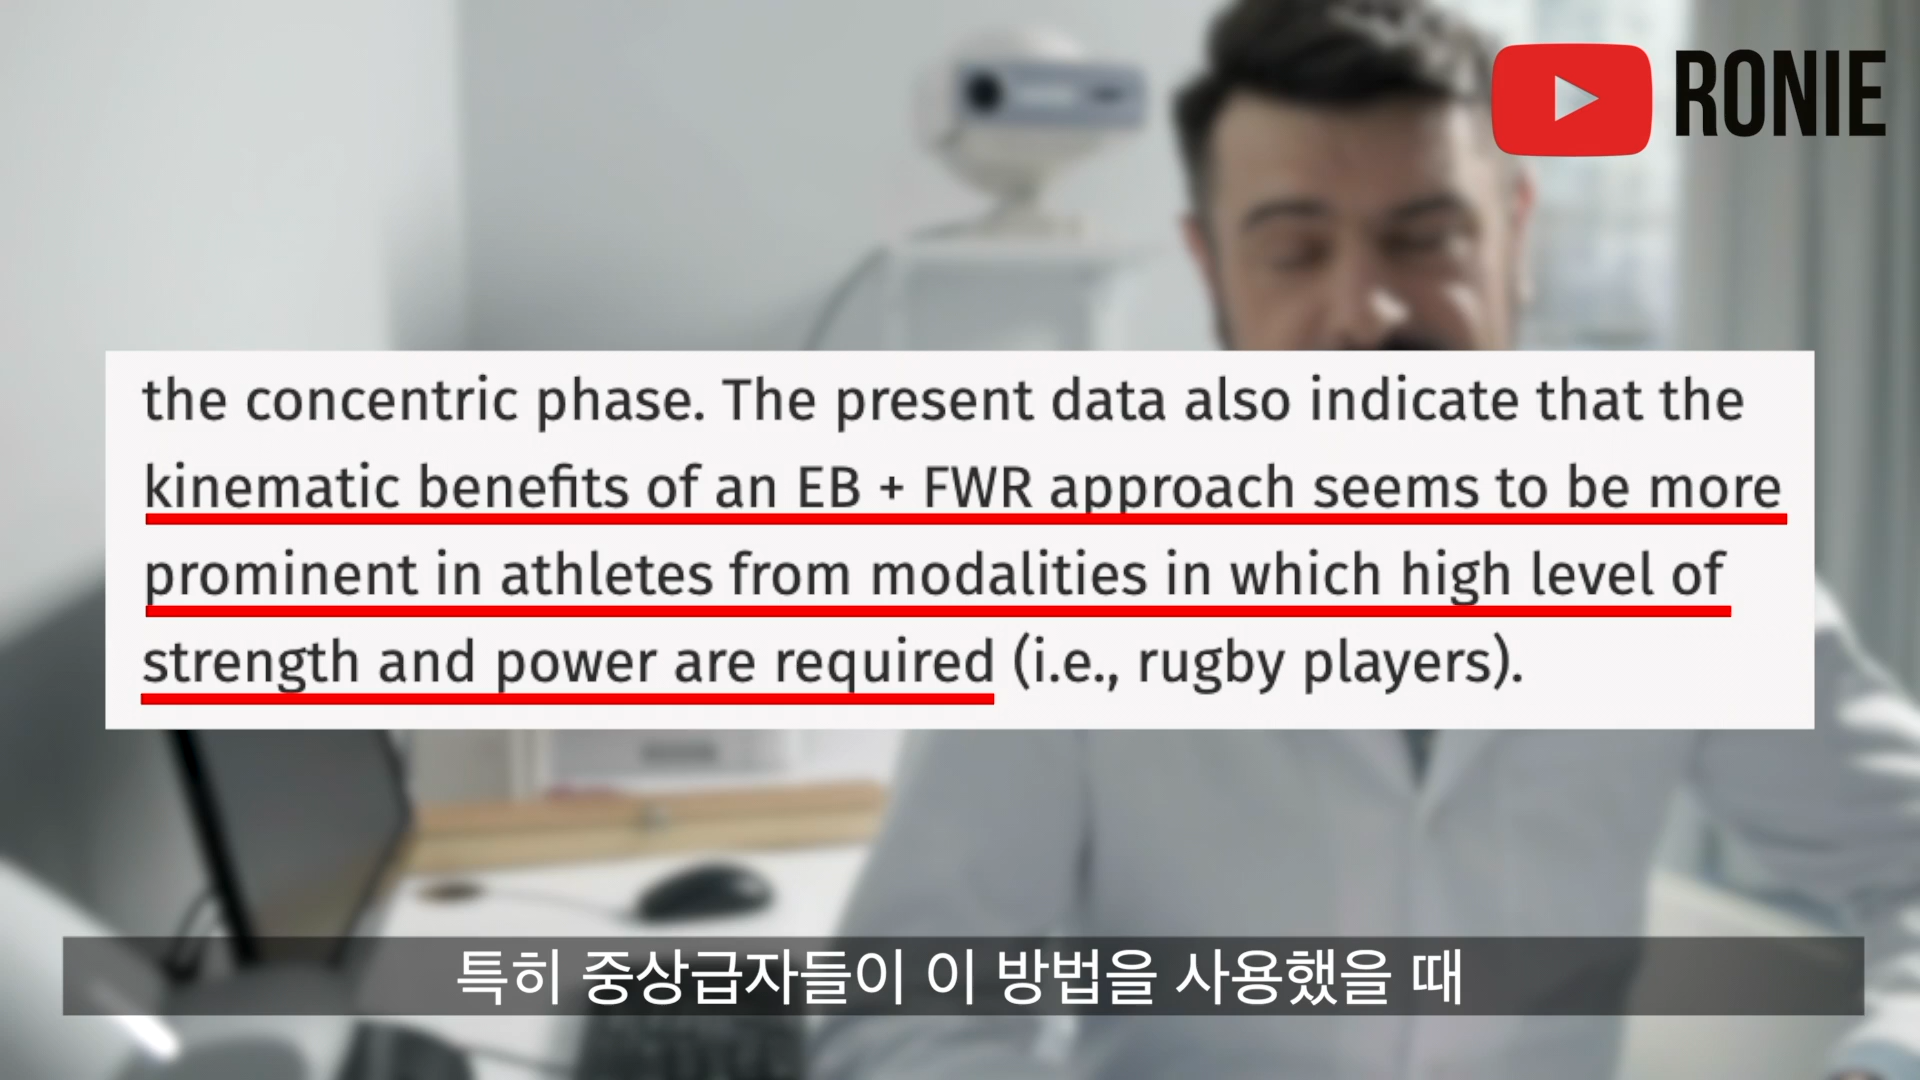 RONIE
the concentric phase. The present data also indicate that the
kinematic benefits of an EB + FWR approach seems to be more
prominent in athletes from modalities in which high level of
strength and power are required (i.e., rugby players).
특히 중상급자들이 이 방법을 사용했을 때